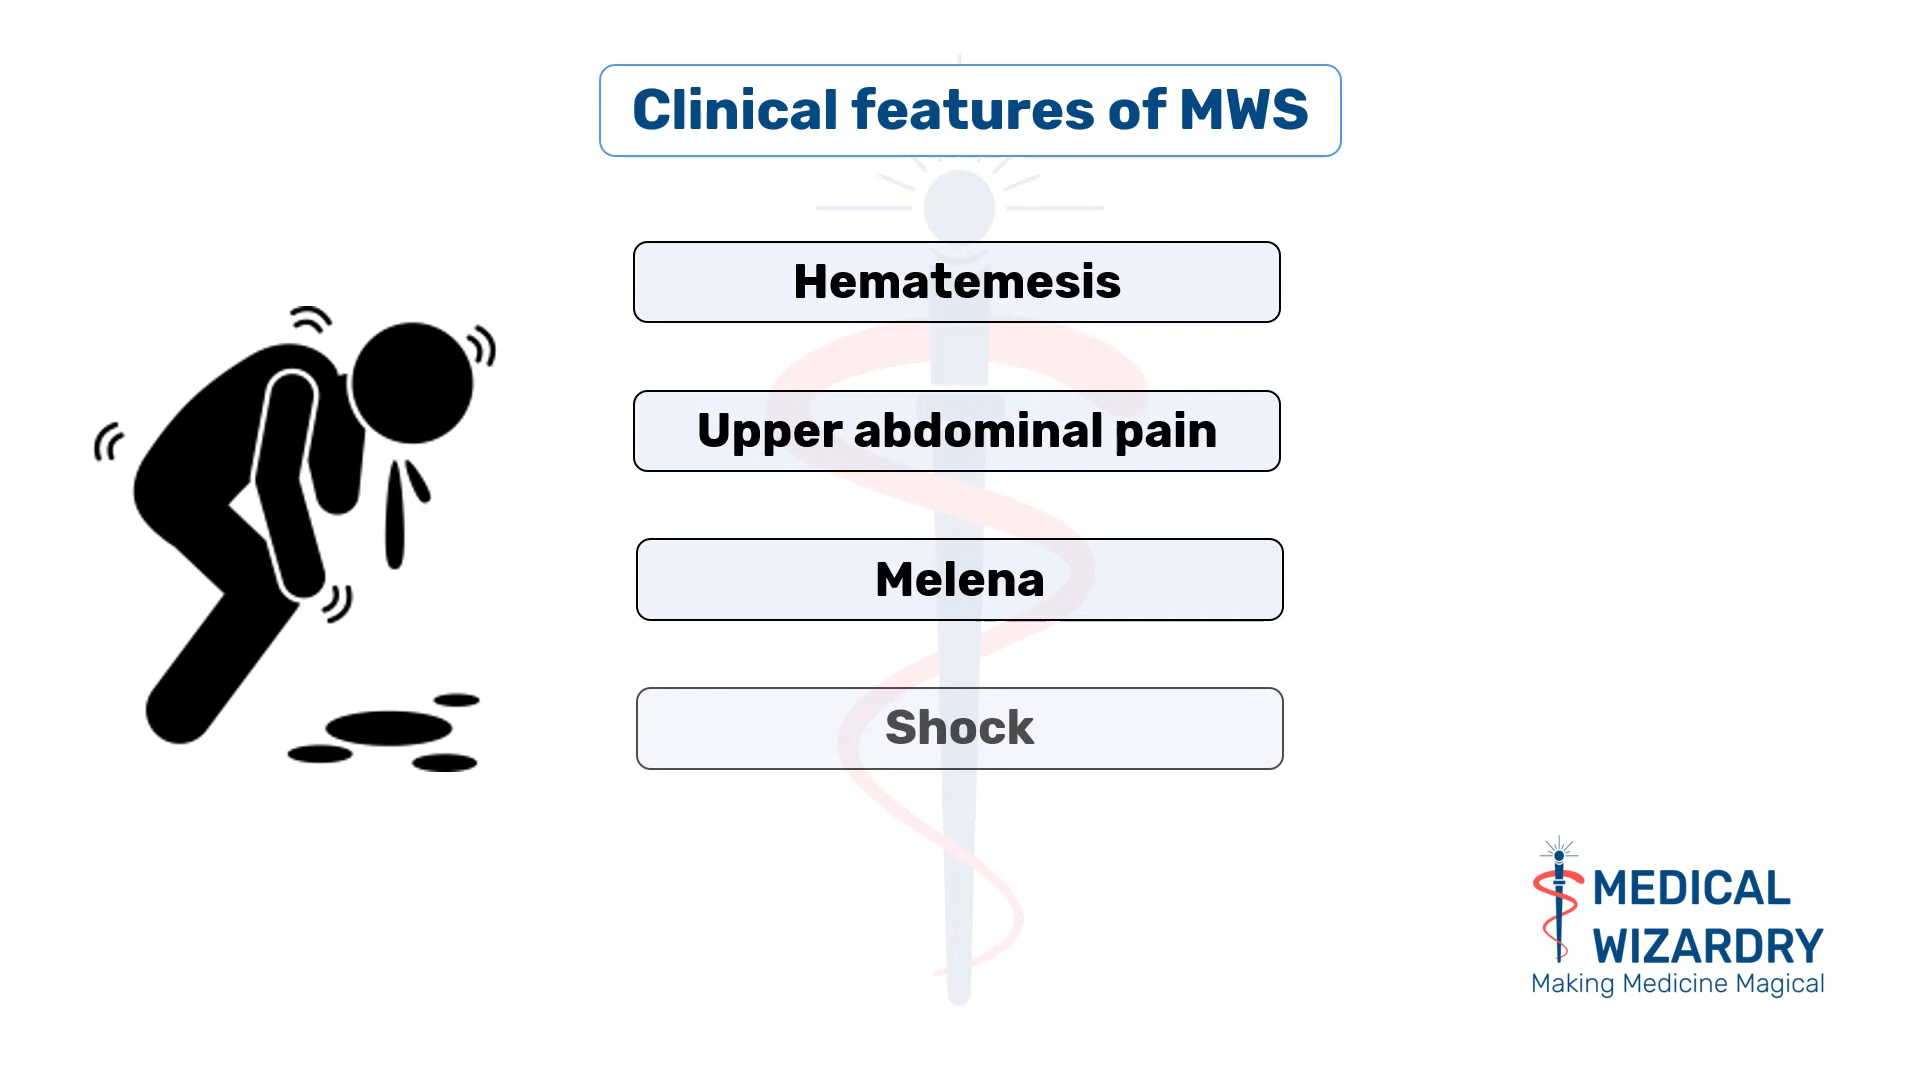 Clinical features of MWS
Hematemesis
Upper abdominal pain
Melena
Shock
MEDICAL
WIZARDRY
Making Medicine Magical